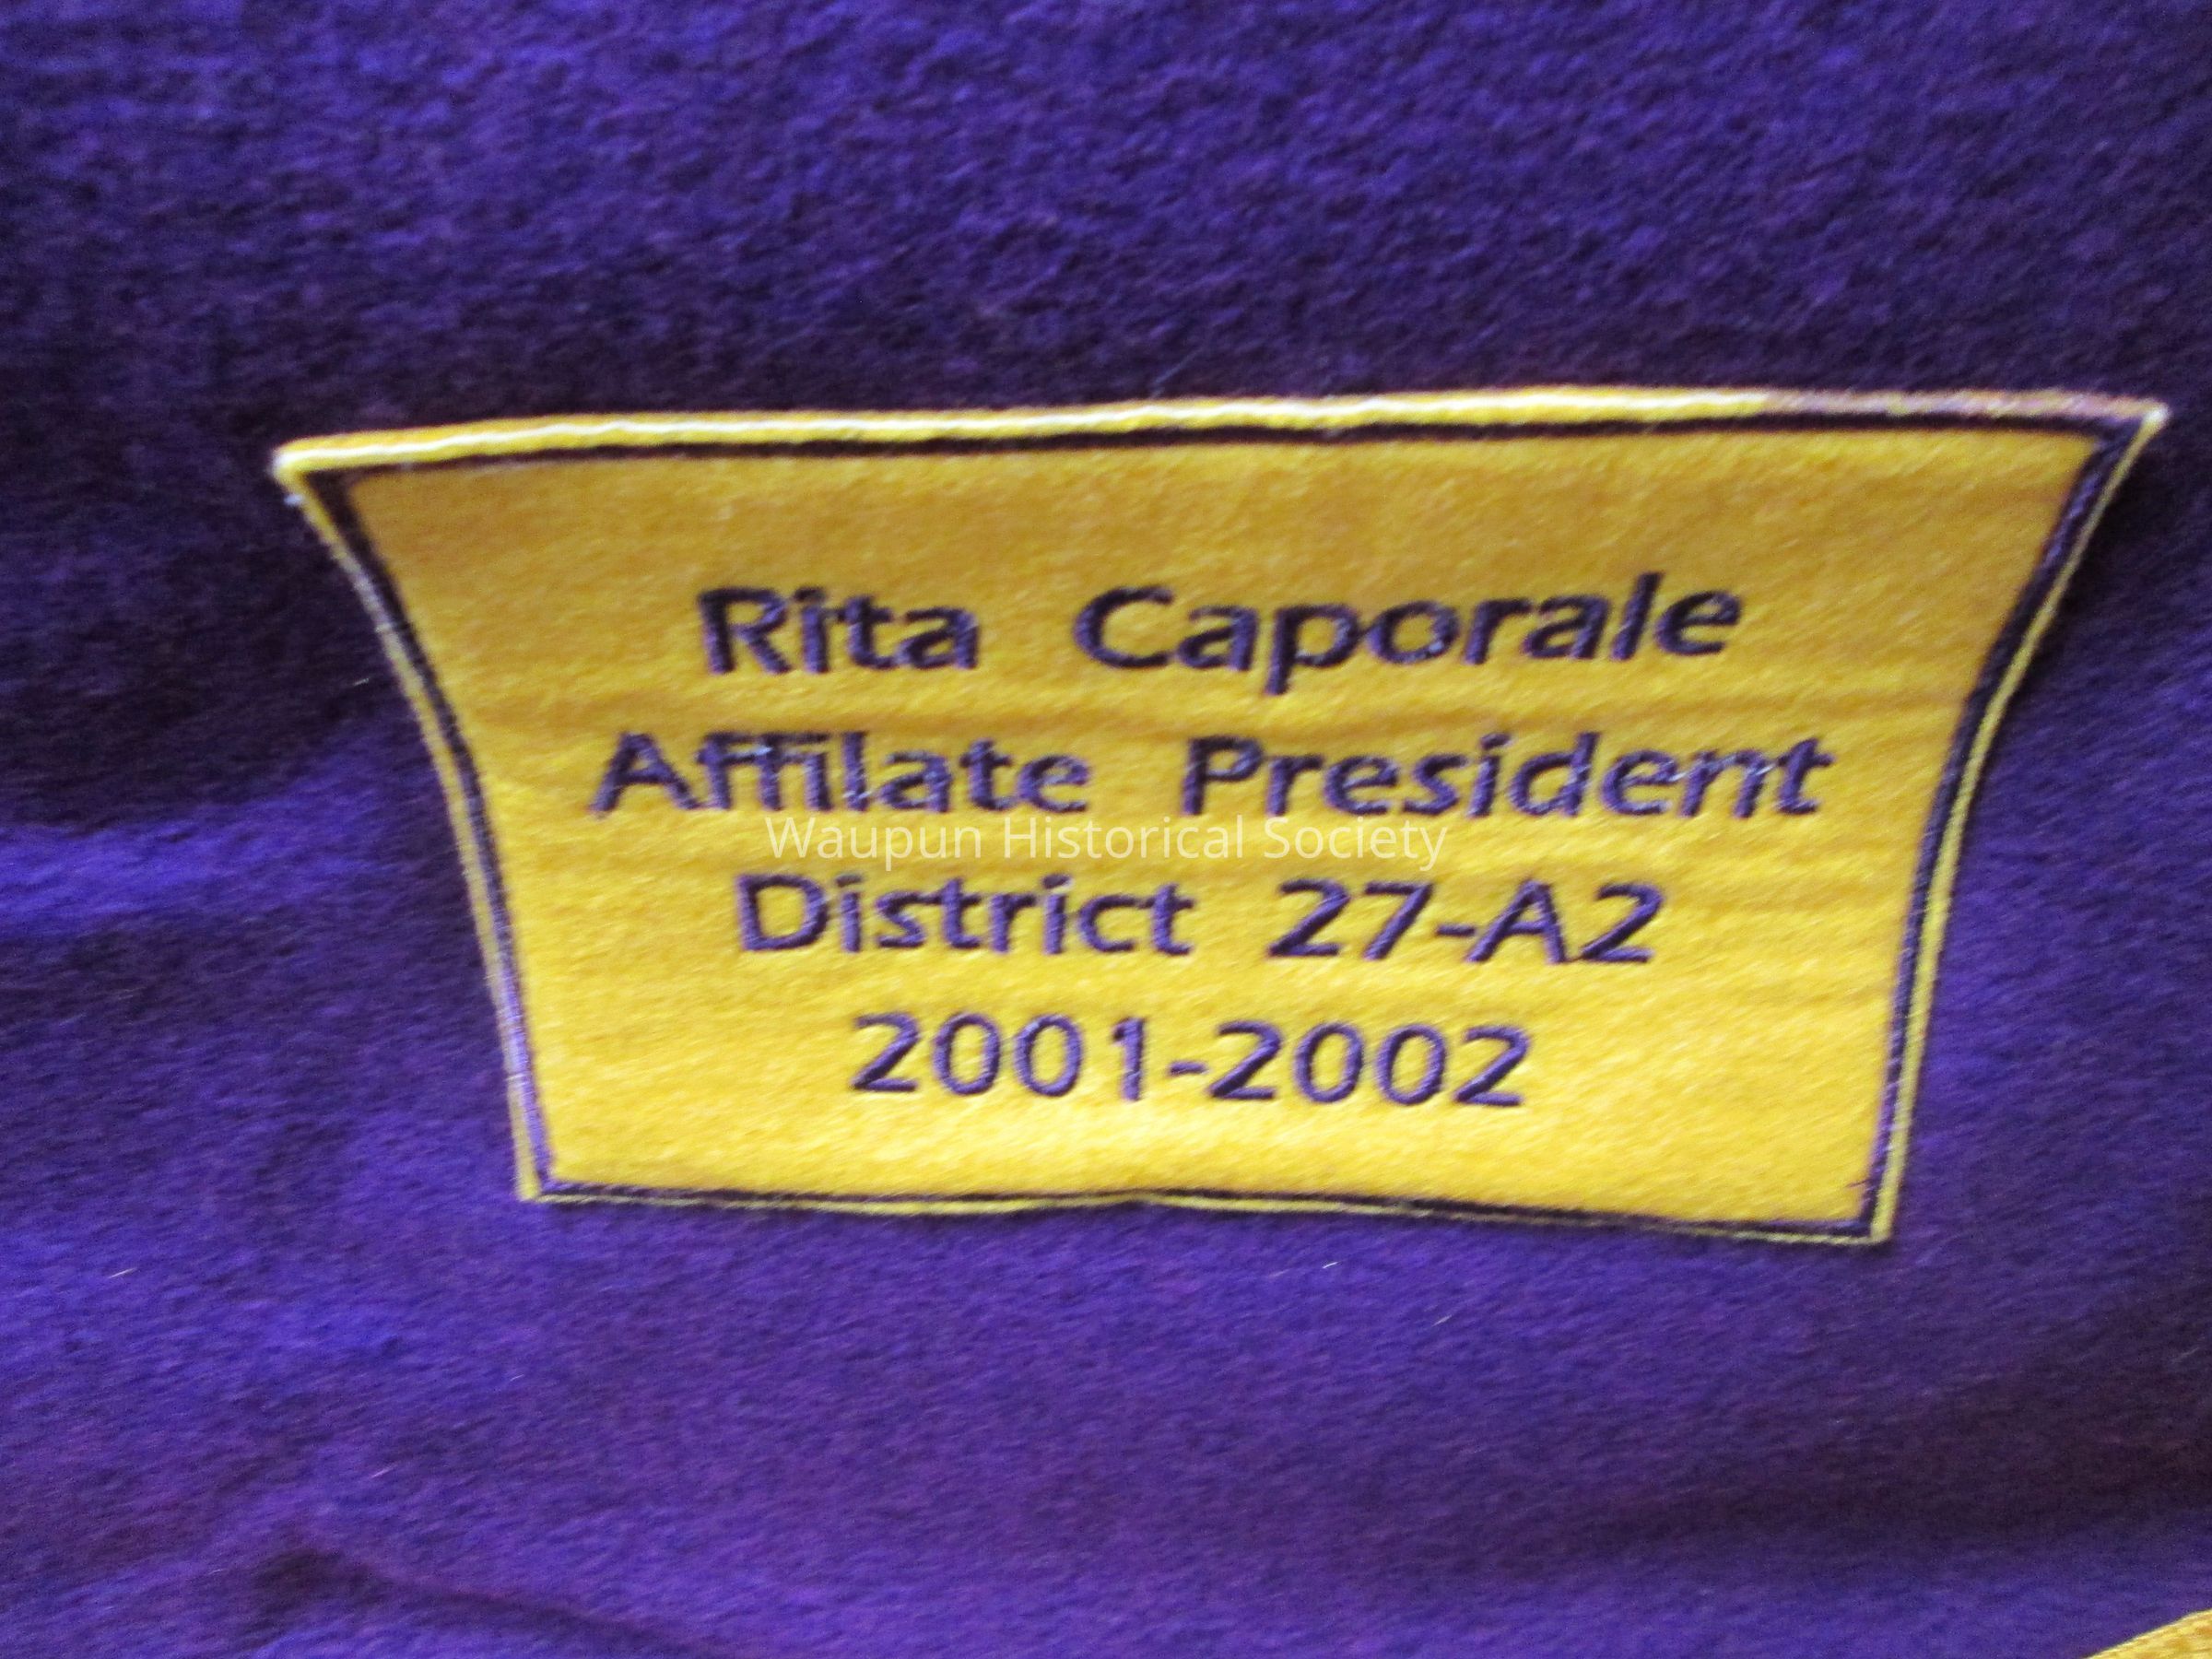 Rita Caporale
Affilate President
Waupun Historical Society
District 27-A2
2001-2002